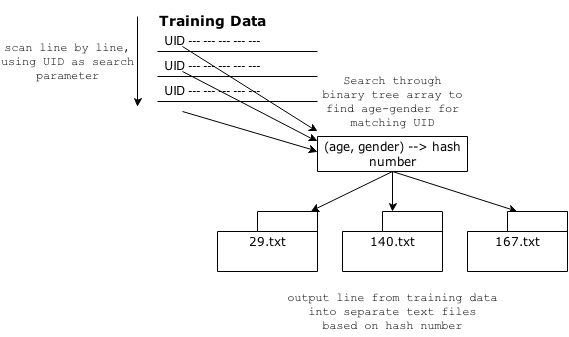 Training Data
scan line by line,
using UID as search
parameter
UID --- --- --- ---
UID --- --- --- ---
UID --- --- --- ---
Search through
binary tree array to
find age-gender for
matching UID
(age, gender) --> hash
number
29.txt
140.txt
167.txt
output line from training data
into separate text files
based on hash number